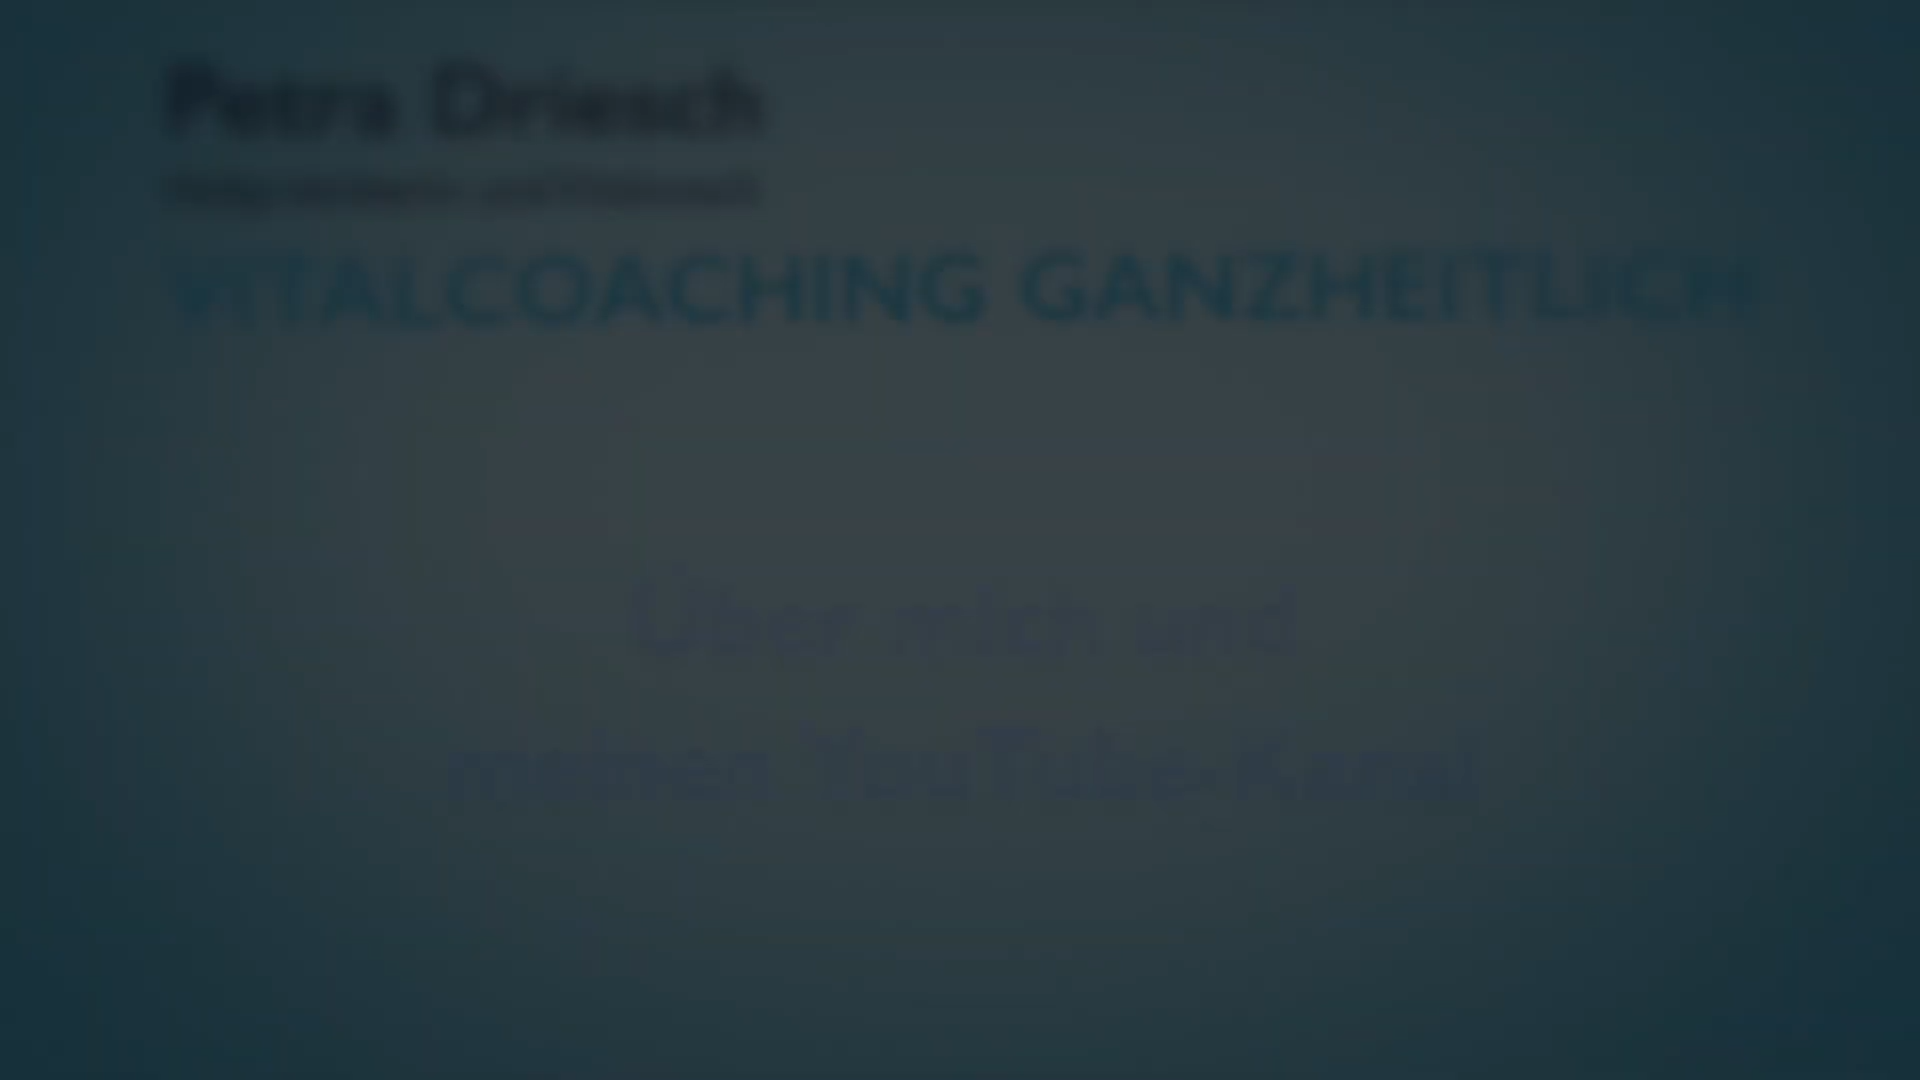 Petra Driesch
VITALCOACHING GANZHEITLICH
Über mich und
meinen YouTube-Kanal